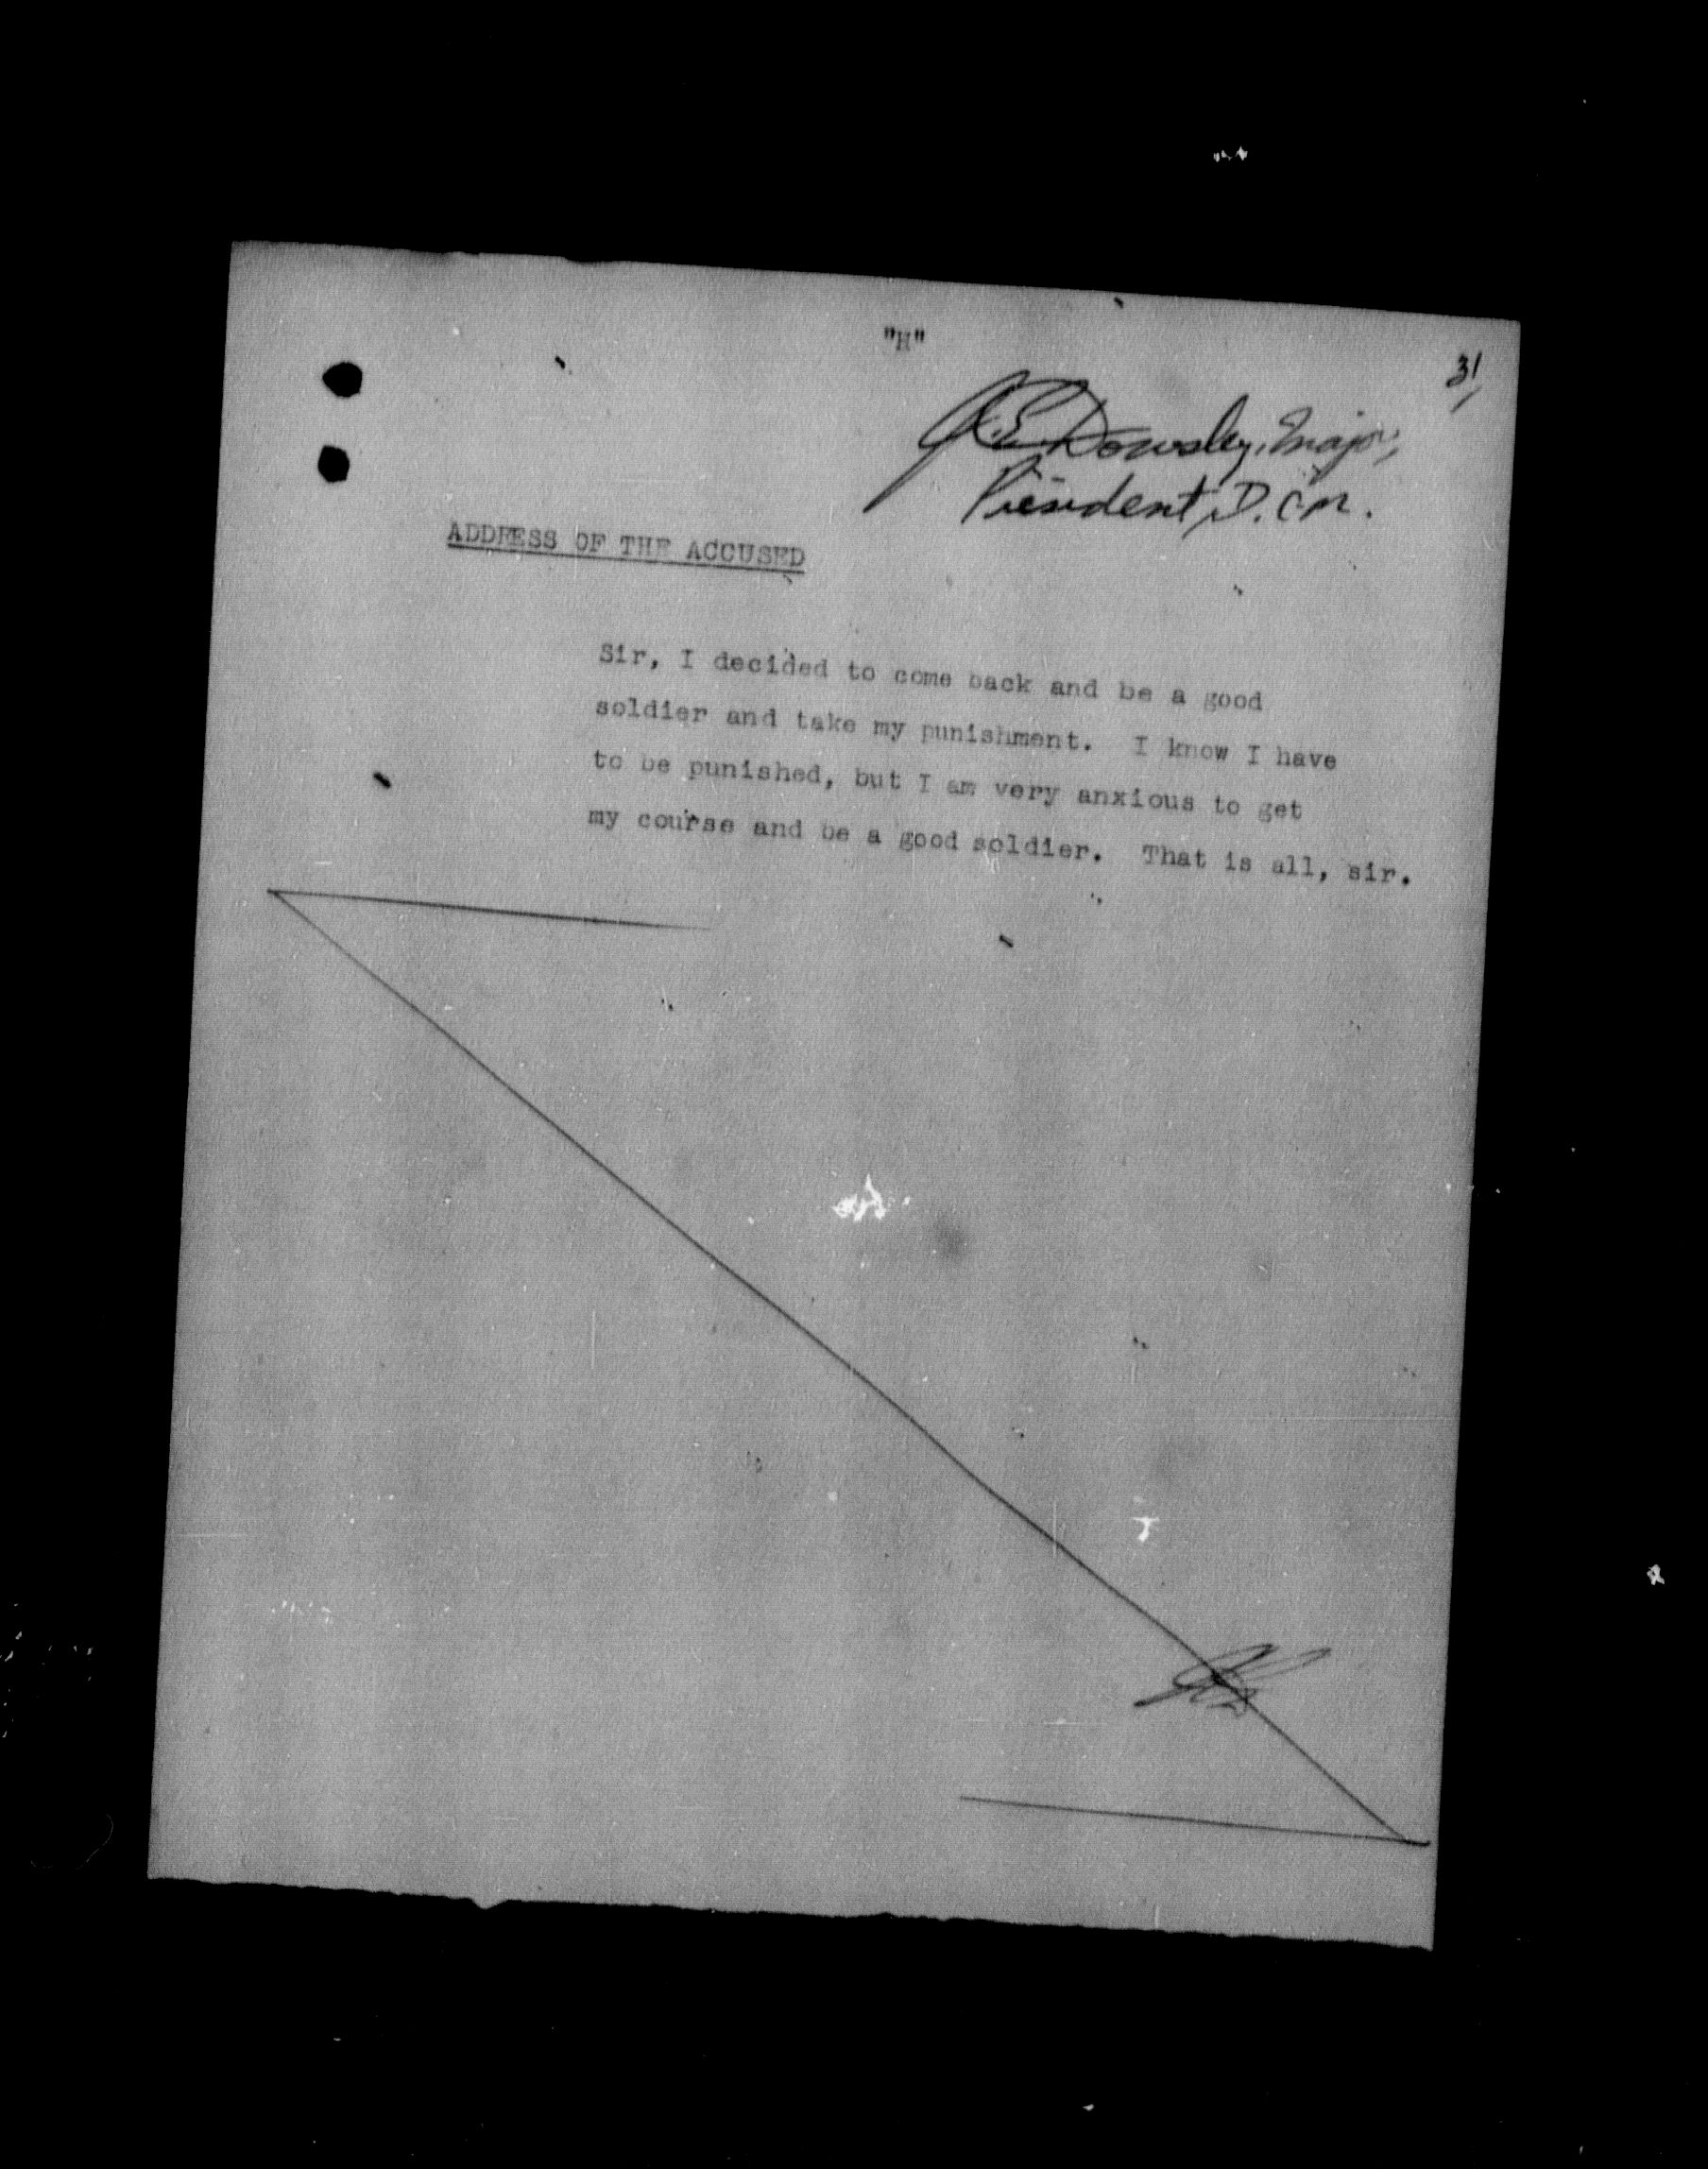 "H"
31
Dowsley, Major,
President, D.C.M.
ADDRESS OF THE ACCUSED
Sir, I decided to come back and be a good
soldier and take my punishment. I know I have
to be punished, but I am very anxious to get
my course and be a good soldier. That is all, sir.